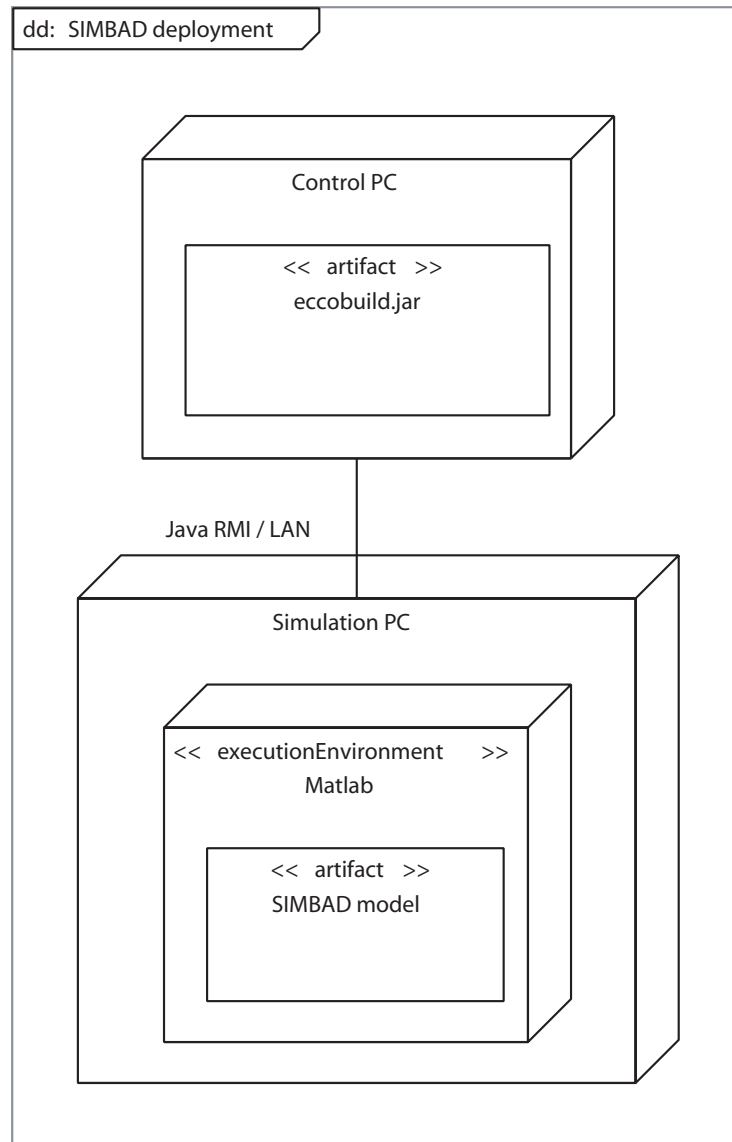 dd: SIMBAD deployment
Control PC
<< artifact >>
eccobuild.jar
Java RMI / LAN
Simulation PC
<< executionEnvironment >>
Matlab
<< artifact >>
SIMBAD model